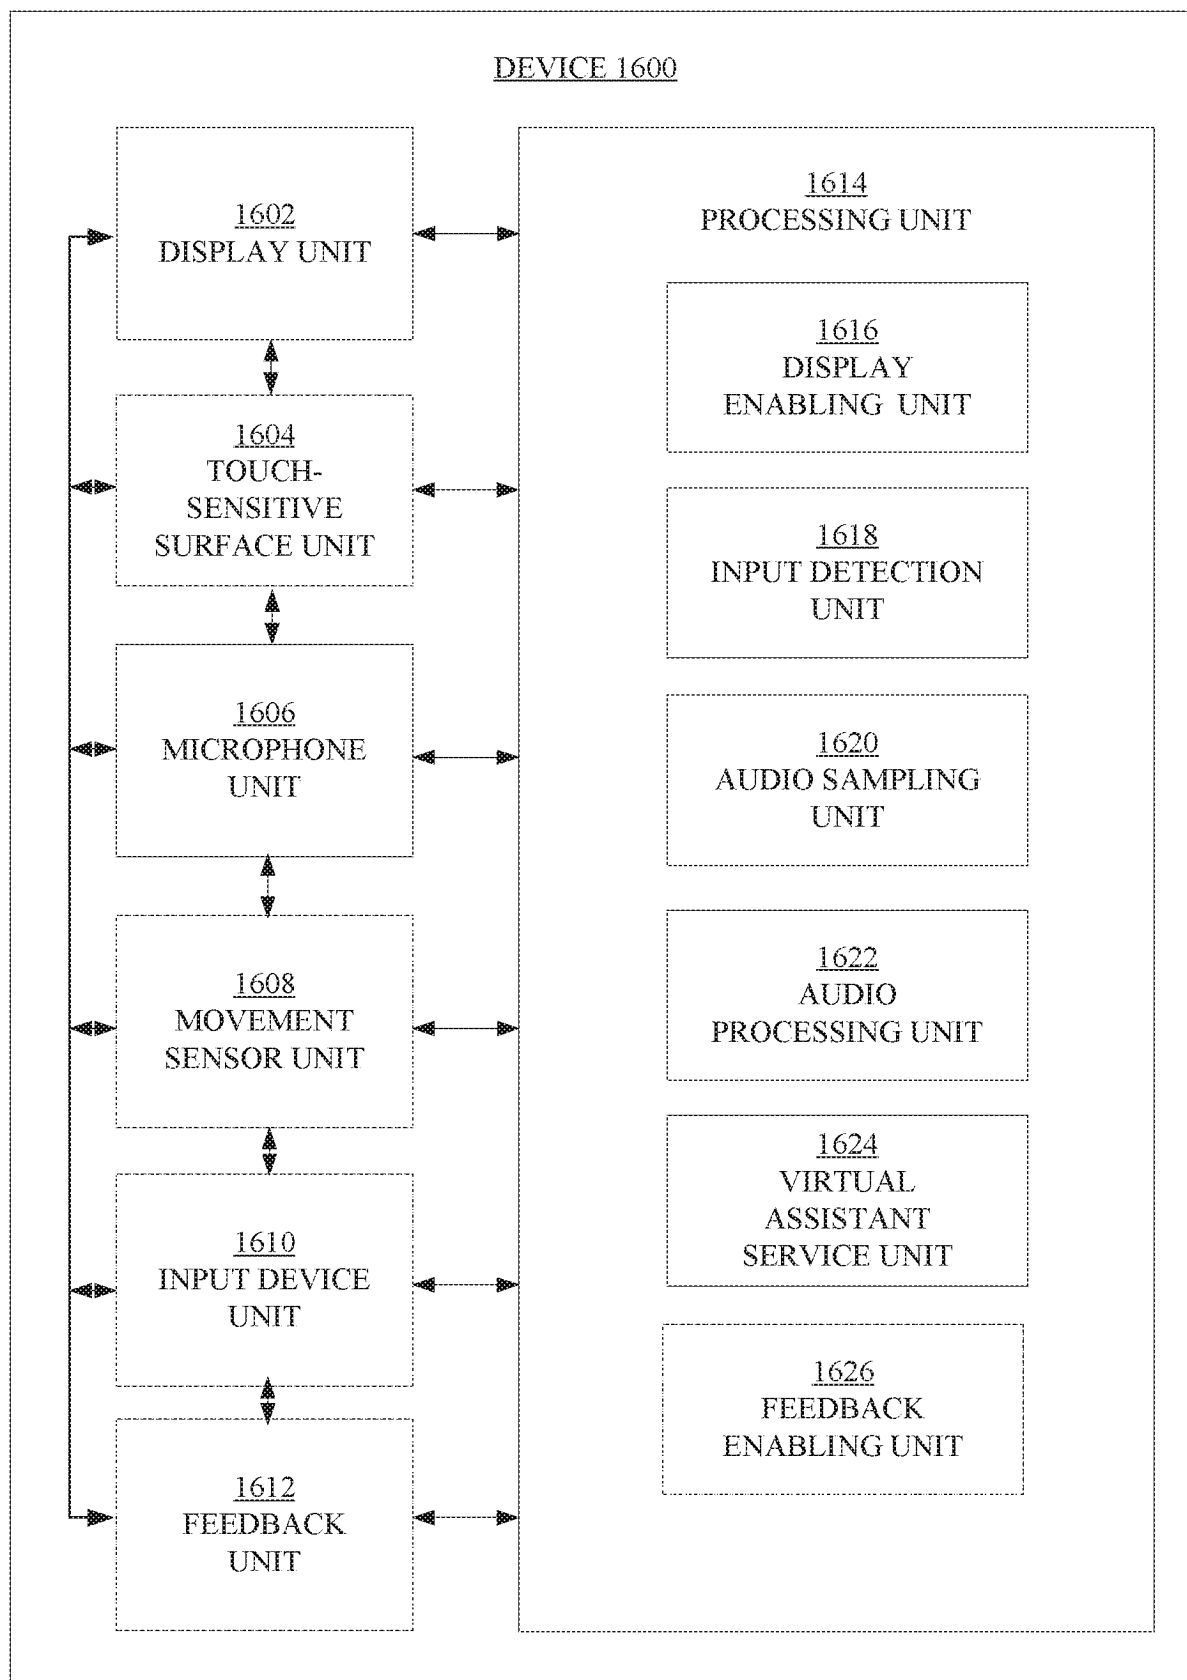 DEVICE 1600
1602
DISPLAY UNIT
1604
TOUCH-
SENSITIVE
SURFACE UNIT
1606
MICROPHONE
UNIT
1608
MOVEMENT
SENSOR UNIT
1610
INPUT DEVICE
UNIT
1612
FEEDBACK
UNIT
1614
PROCESSING UNIT
1616
DISPLAY
ENABLING UNIT
1618
INPUT DETECTION
UNIT
1620
AUDIO SAMPLING
UNIT
1622
AUDIO
PROCESSING UNIT
1624
VIRTUAL
ASSISTANT
SERVICE UNIT
1626
FEEDBACK
ENABLING UNIT